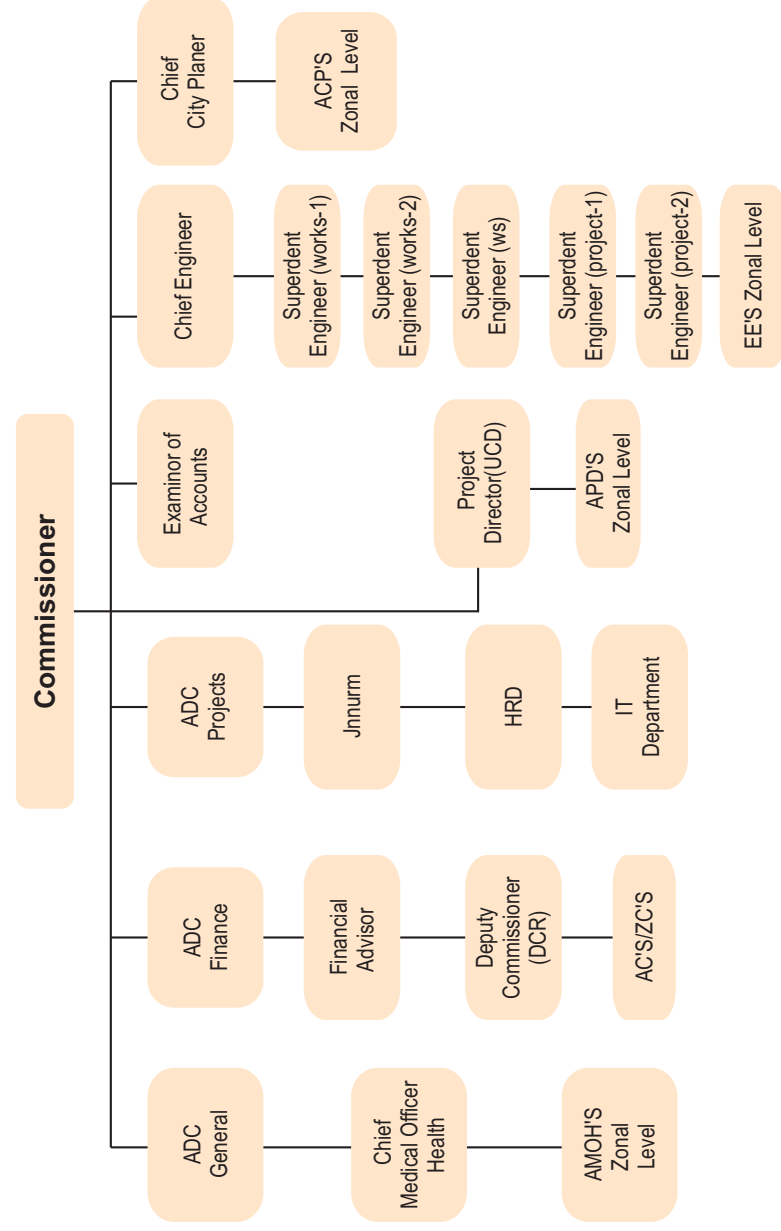 Commissioner
ADC
General
Chief
Medical Officer
Health
AMOH'S
Zonal
Level
ADC
Finance
Financial
Advisor
Deputy
Commissioner
(DCR)
AC'S/ZC'S
ADC
Projects
Jnnurm
HRD
IT
Department
Project
Director(UCD)
APD'S
Zonal Level
Examinor of
Accounts
Chief Engineer
Superdent
Engineer (works-1)
Superdent
Engineer (works-2)
Superdent
Engineer (ws)
Superdent
Engineer (project-1)
Superdent
Engineer (project-2)
EE'S Zonal Level
Chief
City Planer
ACP'S
Zonal Level